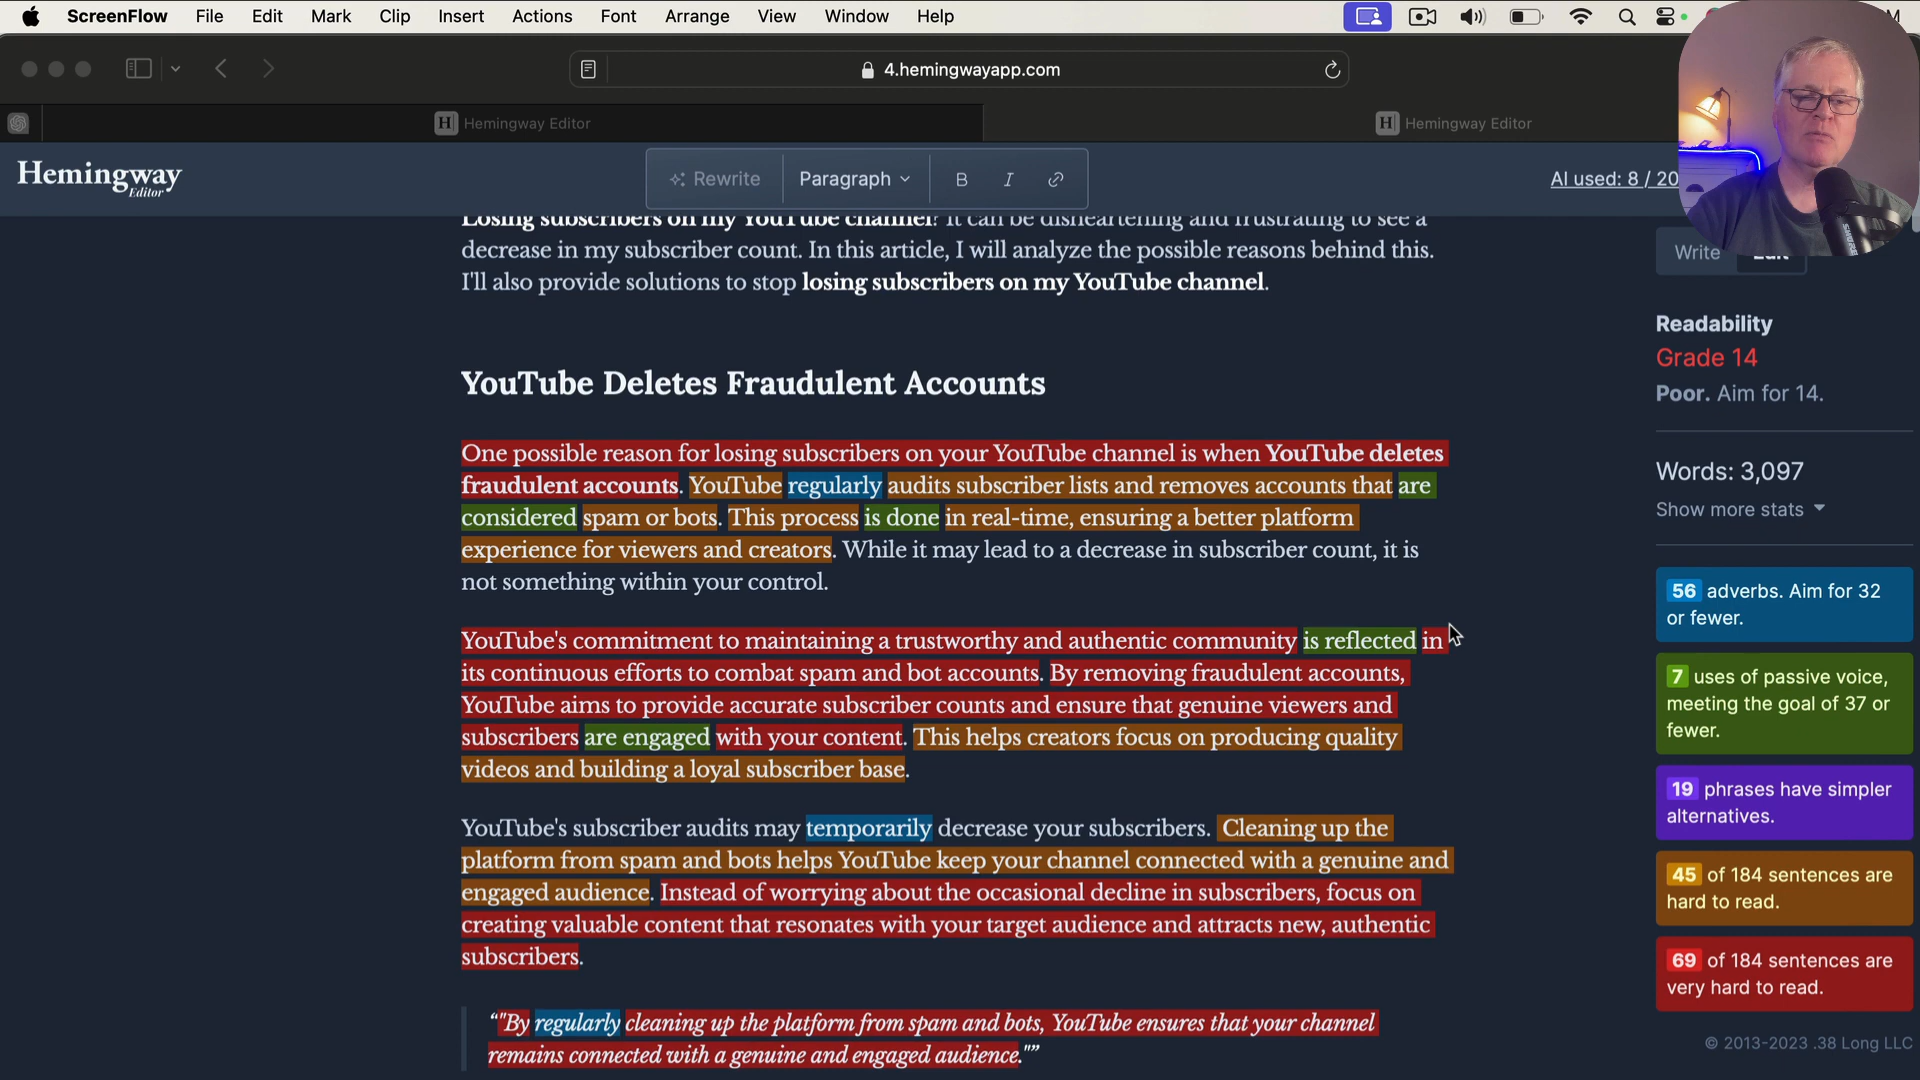 ScreenFlow File Edit Mark Clip Insert Actions Font Arrange View Window Help
4.hemingwayapp.com
Hemingway Editor
Hemingway Editor
Hemingway
Editor
Rewrite
Paragraph
B
I
AI used: 8 / 20
Write
Edit
Losing subscribers on my YouTube channel? It can be disheartening and frustrating to see a
decrease in my subscriber count. In this article, I will analyze the possible reasons behind this.
I'll also provide solutions to stop losing subscribers on my YouTube channel.
YouTube Deletes Fraudulent Accounts
One possible reason for losing subscribers on your YouTube channel is when YouTube deletes
fraudulent accounts. YouTube regularly audits subscriber lists and removes accounts that are
considered spam or bots. This process is done in real-time, ensuring a better platform
experience for viewers and creators. While it may lead to a decrease in subscriber count, it is
not something within your control.
YouTube's commitment to maintaining a trustworthy and authentic community is reflected in
its continuous efforts to combat spam and bot accounts. By removing fraudulent accounts,
YouTube aims to provide accurate subscriber counts and ensure that genuine viewers and
subscribers are engaged with your content. This helps creators focus on producing quality
videos and building a loyal subscriber base.
YouTube's subscriber audits may temporarily decrease your subscribers. Cleaning up the
platform from spam and bots helps YouTube keep your channel connected with a genuine and
engaged audience. Instead of worrying about the occasional decline in subscribers, focus on
creating valuable content that resonates with your target audience and attracts new, authentic
subscribers.
“"By regularly cleaning up the platform from spam and bots, YouTube ensures that your channel
remains connected with a genuine and engaged audience."”
Readability
Grade 14
Poor. Aim for 14.
Words: 3,097
Show more stats
56 adverbs. Aim for 32
or fewer.
7 uses of passive voice,
meeting the goal of 37 or
fewer.
19 phrases have simpler
alternatives.
45 of 184 sentences are
hard to read.
69 of 184 sentences are
very hard to read.
© 2013-2023 .38 Long LLC